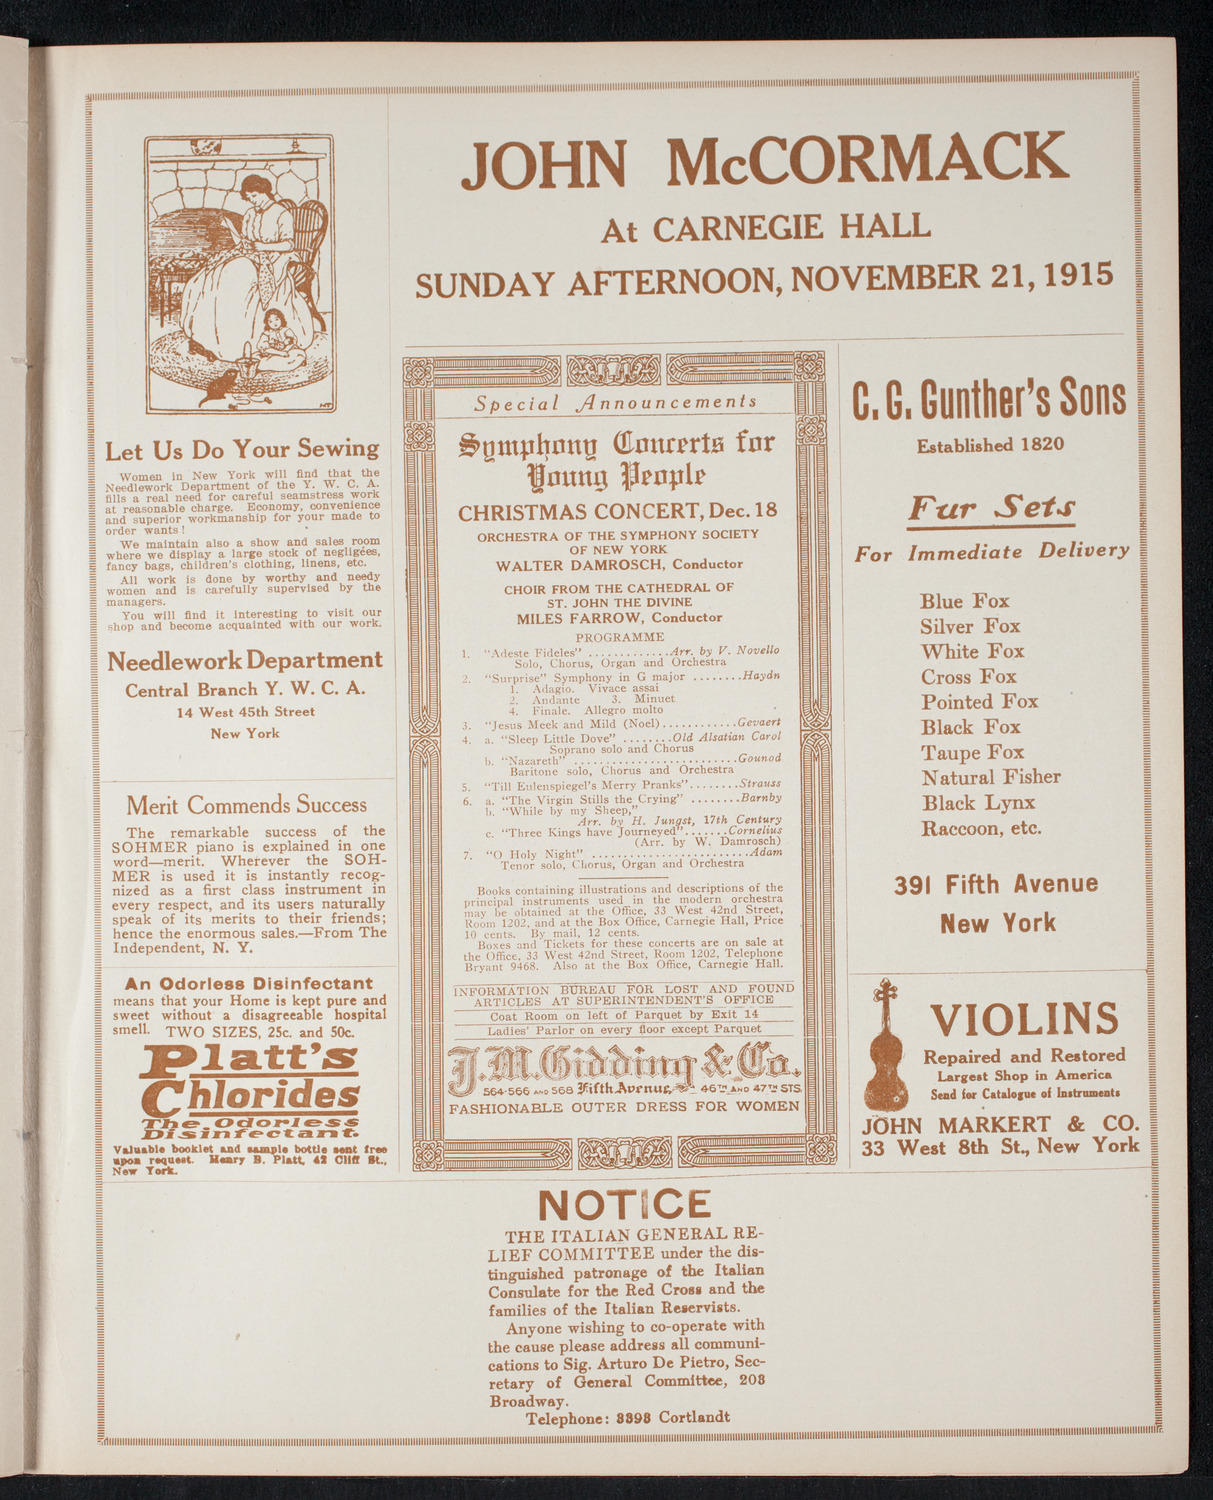 JOHN McCORMACK
At CARNEGIE HALL
SUNDAY AFTERNOON, NOVEMBER 21, 1915
Let Us Do Your Sewing
Women in New York will find that the
Needlework Department of the Y. W. C. A.
fills a real need for careful seamstress work
at reasonable charge. Economy, convenience
and superior workmanship for your made to
order wants!
We maintain also a show and sales room
where we display a large stock of negligées,
fancy bags, children's clothing, linens, etc.
All work is done by worthy and needy
women and is carefully supervised by the
managers.
You will find it interesting to visit our
shop and become acquainted with our work.
Needlework Department
Central Branch Y. W. C. A.
14 West 45th Street
New York
Merit Commends Success
The remarkable success of the
SOHMER piano is explained in one
word—merit. Wherever the SOH-
MER is used it is instantly recog-
nized as a first class instrument in
every respect, and its users naturally
speak of its merits to their friends;
hence the enormous sales.—From The
Independent, N. Y.
An Odorless Disinfectant
means that your Home is kept pure and
sweet without a disagreeable hospital
smell. TWO SIZES, 25c. and 50c.
Platt's
Chlorides
The Odorless
Disinfectant.
Valuable booklet and sample bottle sent free
upon request. Henry B. Platt, 42 Cliff St.,
New York.
Special Announcements
Symphony Concerts for
Young People
CHRISTMAS CONCERT, Dec. 18
ORCHESTRA OF THE SYMPHONY SOCIETY
OF NEW YORK
WALTER DAMROSCH, Conductor
CHOIR FROM THE CATHEDRAL OF
ST. JOHN THE DIVINE
MILES FARROW, Conductor
PROGRAMME
1. "Adeste Fideles" .............Arr. by V. Novello
Solo, Chorus, Organ and Orchestra
2. "Surprise" Symphony in G major ........Haydn
1. Adagio. Vivace assai
2. Andante 3. Minuet
4. Finale. Allegro molto
3. "Jesus Meek and Mild (Noel)............Gevaert
4. a. "Sleep Little Dove" ........Old Alsatian Carol
Soprano solo and Chorus
b. "Nazareth" .........................Gounod
Baritone solo, Chorus and Orchestra
5. "Till Eulenspiegel's Merry Pranks"........Strauss
6. a. "The Virgin Stills the Crying" ........Barnby
b. "While by my Sheep,"
Arr. by H. Jungst, 17th Century
c. "Three Kings have Journeyed".......Cornelius
(Arr. by W. Damrosch)
7. "O Holy Night" ........................Adam
Tenor solo, Chorus, Organ and Orchestra
Books containing illustrations and descriptions of the
principal instruments used in the modern orchestra
may be obtained at the Office, 33 West 42nd Street,
Room 1202, and at the Box Office, Carnegie Hall, Price
10 cents. By mail, 12 cents.
Boxes and Tickets for these concerts are on sale at
the Office, 33 West 42nd Street, Room 1202, Telephone
Bryant 9468. Also at the Box Office, Carnegie Hall.
INFORMATION BUREAU FOR LOST AND FOUND
ARTICLES AT SUPERINTENDENT'S OFFICE
Coat Room on left of Parquet by Exit 14
Ladies' Parlor on every floor except Parquet
J.M. Gidding & Co.
564-566 AND 568 Fifth Avenue, 46TH AND 47TH STS.
FASHIONABLE OUTER DRESS FOR WOMEN
C. G. Gunther's Sons
Established 1820
Fur Sets
For Immediate Delivery
Blue Fox
Silver Fox
White Fox
Cross Fox
Pointed Fox
Black Fox
Taupe Fox
Natural Fisher
Black Lynx
Raccoon, etc.
391 Fifth Avenue
New York
VIOLINS
Repaired and Restored
Largest Shop in America
Send for Catalogue of Instruments
JOHN MARKERT & CO.
33 West 8th St., New York
NOTICE
THE ITALIAN GENERAL RE-
LIEF COMMITTEE under the dis-
tinguished patronage of the Italian
Consulate for the Red Cross and the
families of the Italian Reservists.
Anyone wishing to co-operate with
the cause please address all communi-
cations to Sig. Arturo De Pietro, Sec-
retary of General Committee, 203
Broadway.
Telephone: 3393 Cortlandt